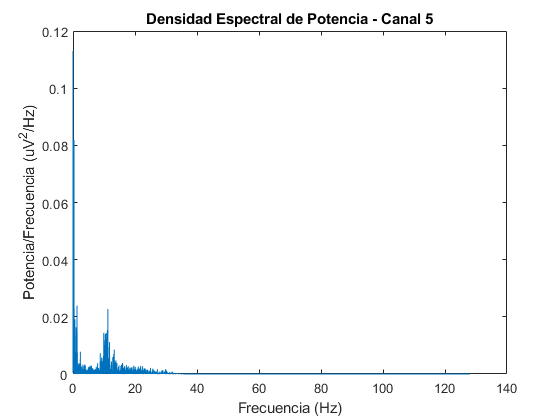 Densidad Espectral de Potencia - Canal 5
0.12
0.1
0.08
0.06
0.04
0.02
0
Potencia/Frecuencia (uV²/Hz)
0 20 40 60 80 100 120 140
Frecuencia (Hz)